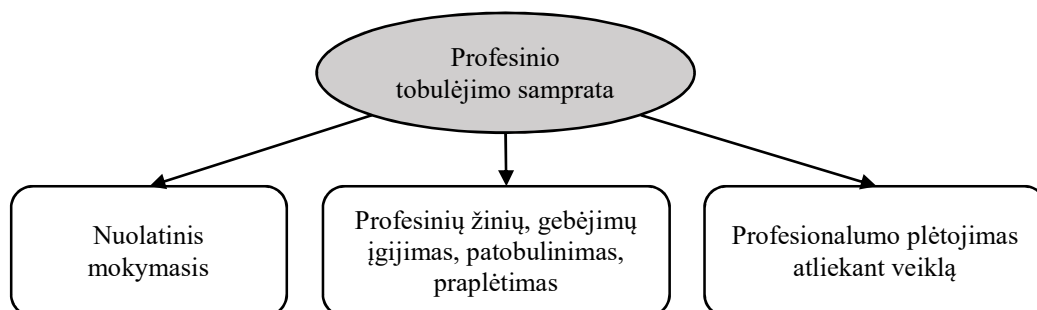 Profesinio
tobulėjimo samprata
Nuolatinis
mokymasis
Profesinių žinių, gebėjimų
įgijimas, patobulinimas,
praplėtimas
Profesionalumo plėtojimas
atliekant veiklą